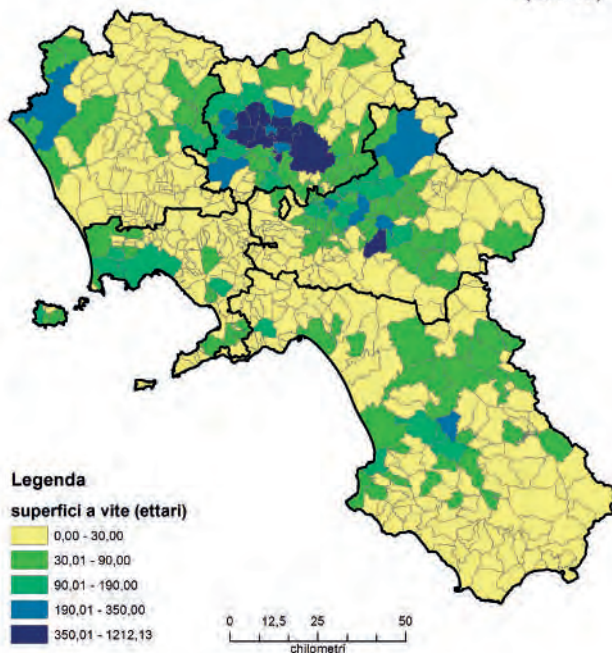 Legenda
superfici a vite (ettari)
0,00 - 30,00
30,01 - 90,00
90,01 - 190,00
190,01 - 350,00
350,01 - 1212,13
0 12,5 25 50
chilometri